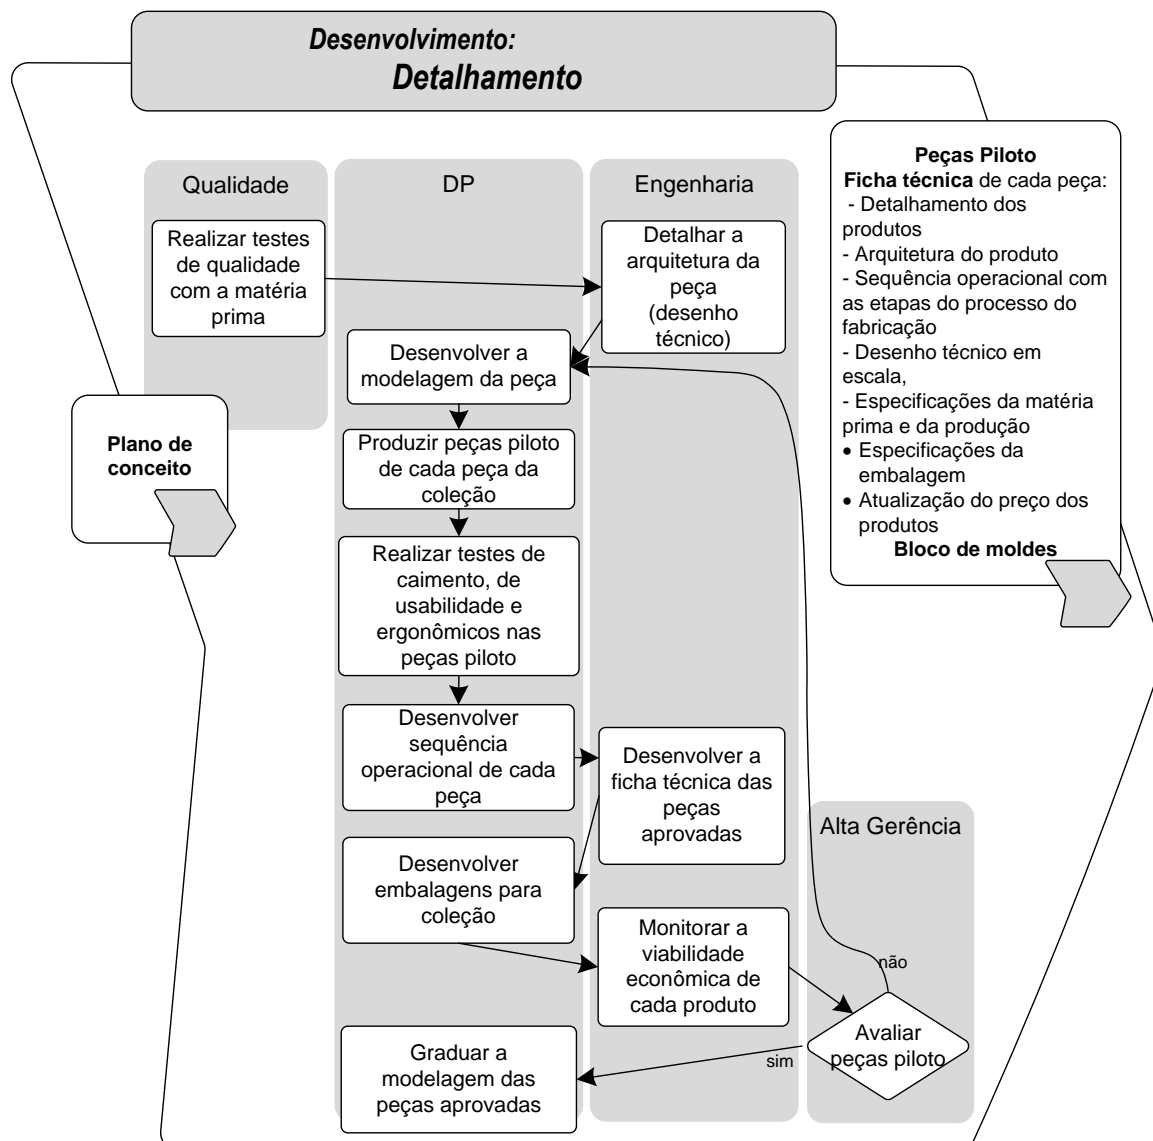 Desenvolvimento:
Detalhamento
Qualidade
DP
Engenharia
Realizar testes
de qualidade
com a matéria
prima
Detalhar a
arquitetura da
peça
(desenho
técnico)
Desenvolver a
modelagem da peça
Plano de
conceito
Produzir peças piloto
de cada peça da
coleção
Realizar testes de
caimento, de
usabilidade e
ergonômicos nas
peças piloto
Desenvolver
sequência
operacional de cada
peça
Desenvolver a
ficha técnica das
peças
aprovadas
Desenvolver
embalagens para
coleção
Monitorar a
viabilidade
econômica de
cada produto
Alta Gerência
não
Avaliar
peças piloto
sim
Graduar a
modelagem das
peças aprovadas
Peças Piloto
Ficha técnica de cada peça:
- Detalhamento dos
produtos
- Arquitetura do produto
- Sequência operacional com
as etapas do processo do
fabricação
- Desenho técnico em
escala,
- Especificações da matéria
prima e da produção
• Especificações da
embalagem
• Atualização do preço dos
produtos
Bloco de moldes